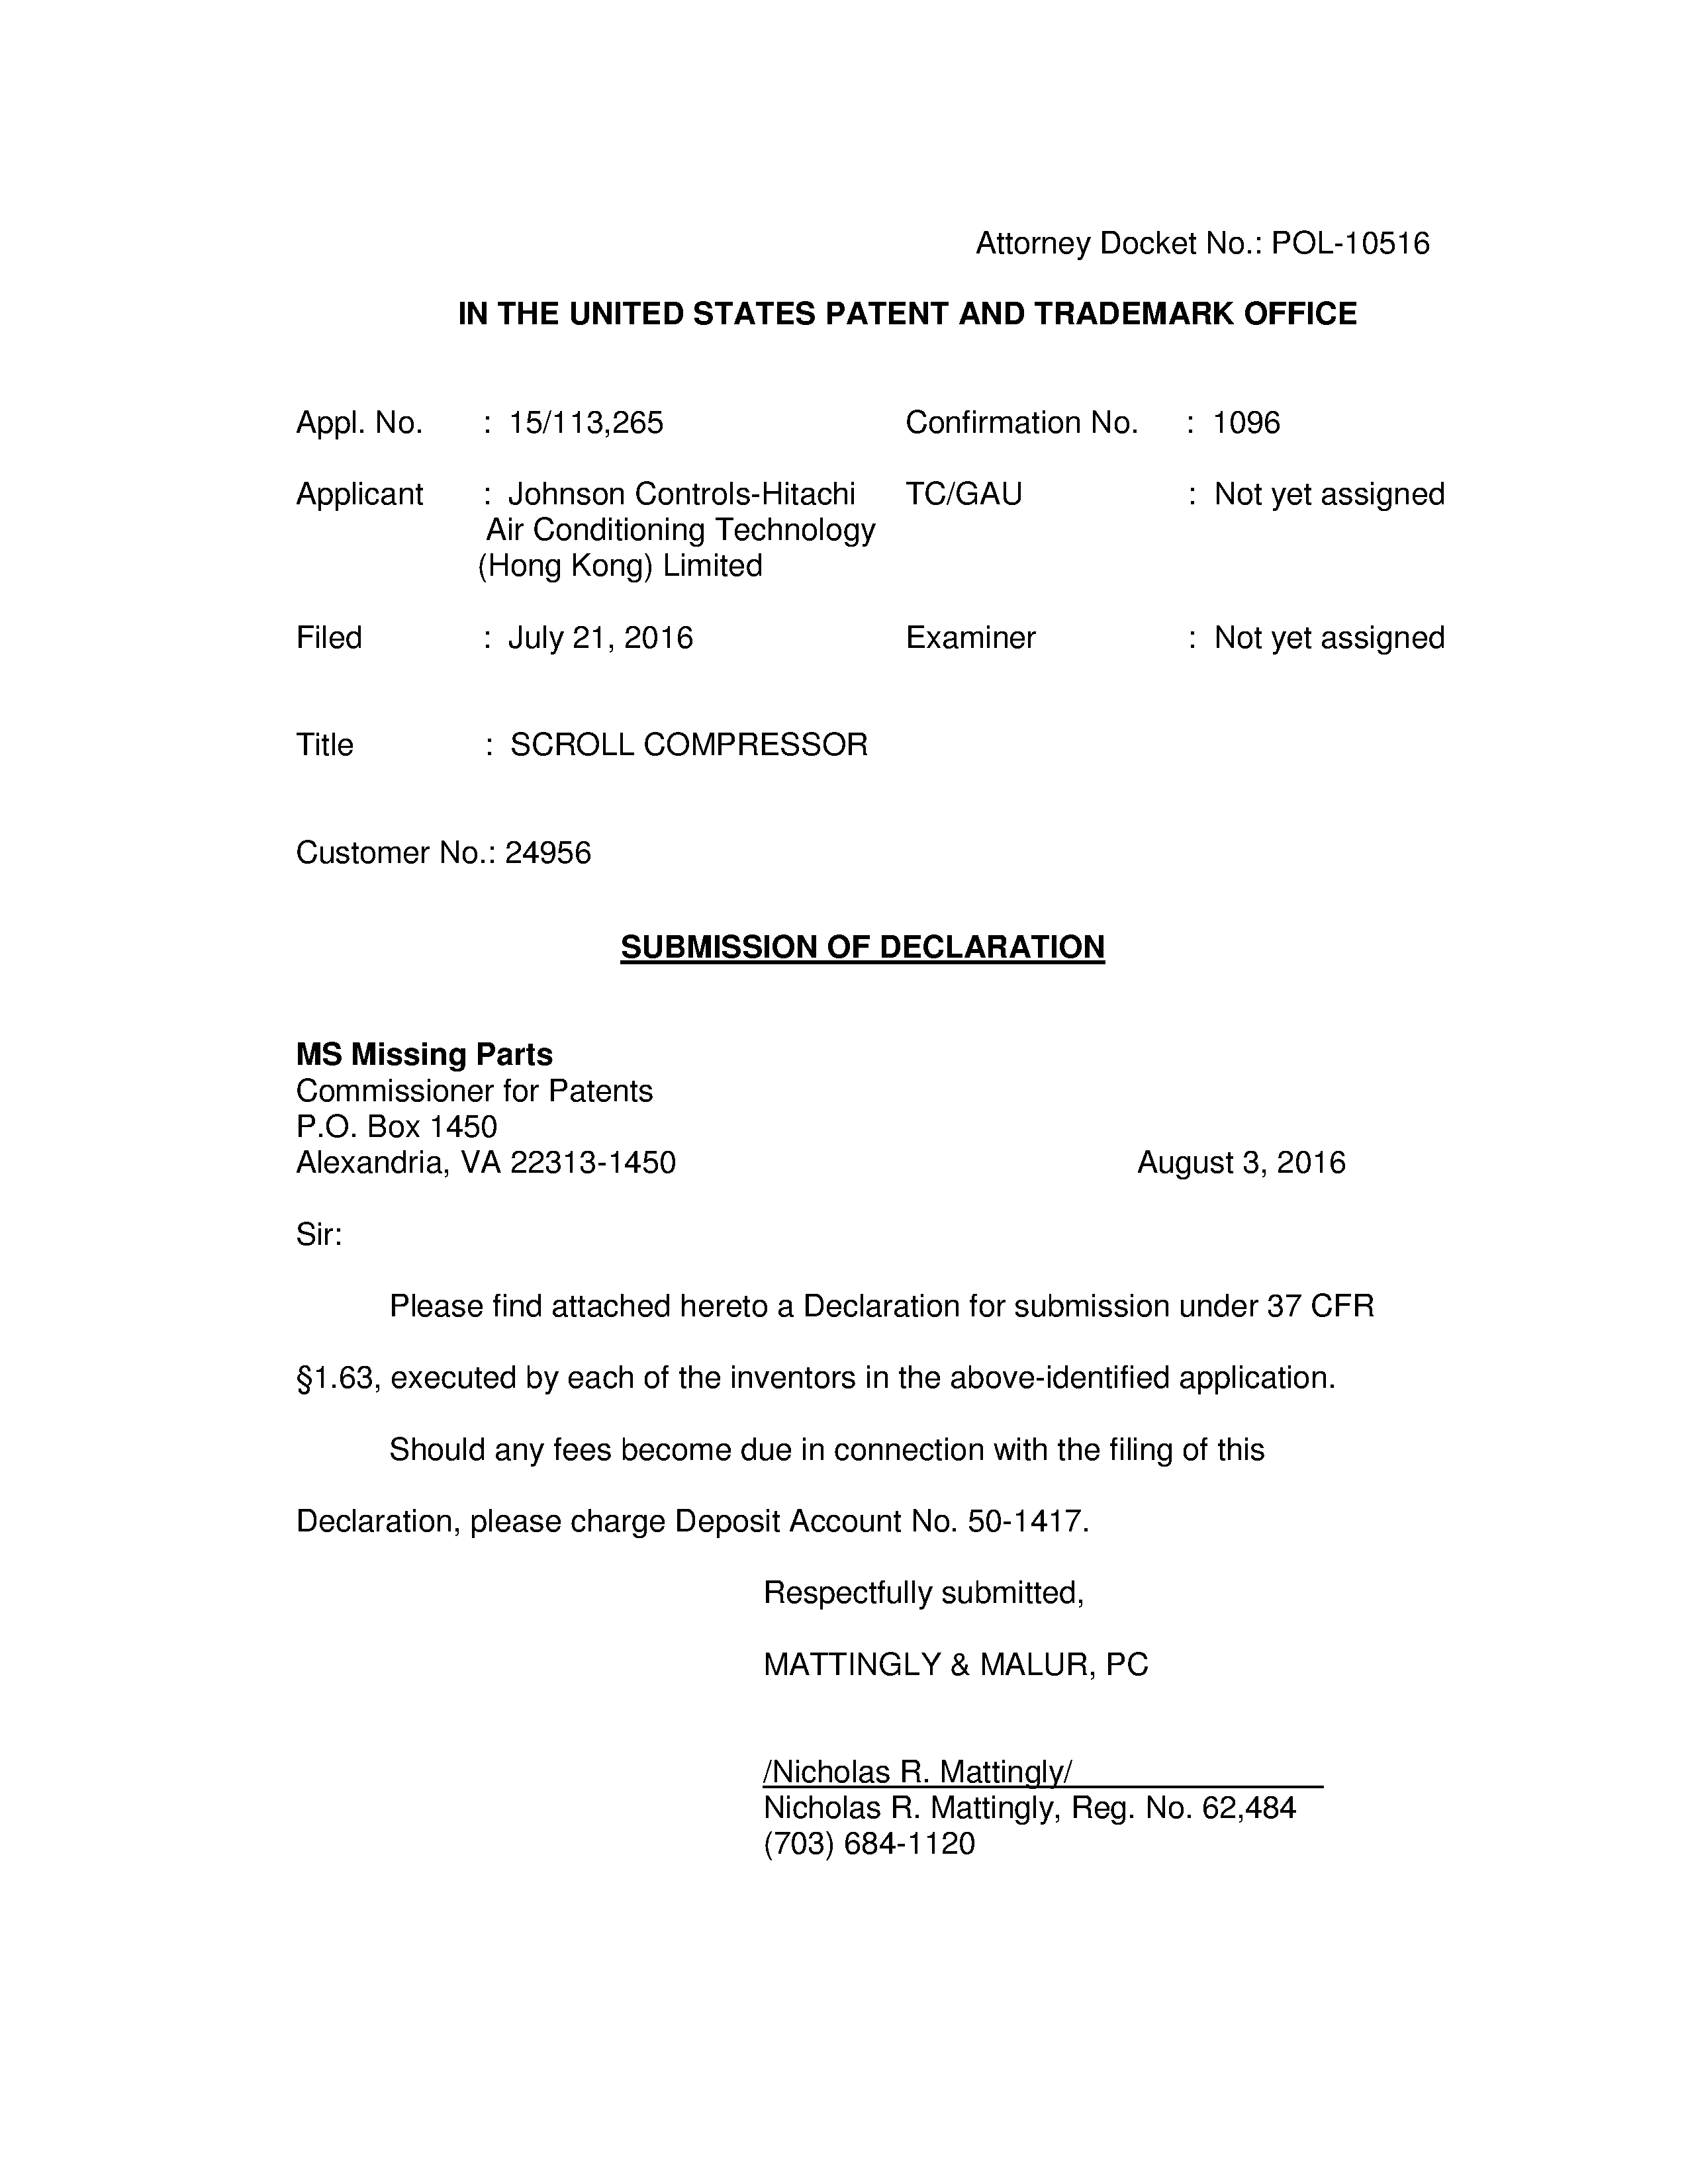 Attorney Docket No.: POL-10516
IN THE UNITED STATES PATENT AND TRADEMARK OFFICE
Appl. No. : 15/113,265 Confirmation No. : 1096
Applicant : Johnson Controls-Hitachi TC/GAU : Not yet assigned
Air Conditioning Technology
(Hong Kong) Limited
Filed : July 21, 2016 Examiner : Not yet assigned
Title : SCROLL COMPRESSOR
Customer No.: 24956
SUBMISSION OF DECLARATION
MS Missing Parts
Commissioner for Patents
P.O. Box 1450
Alexandria, VA 22313-1450 August 3, 2016
Sir:
Please find attached hereto a Declaration for submission under 37 CFR
§1.63, executed by each of the inventors in the above-identified application.
Should any fees become due in connection with the filing of this
Declaration, please charge Deposit Account No. 50-1417.
Respectfully submitted,
MATTINGLY & MALUR, PC
/Nicholas R. Mattingly/
Nicholas R. Mattingly, Reg. No. 62,484
(703) 684-1120